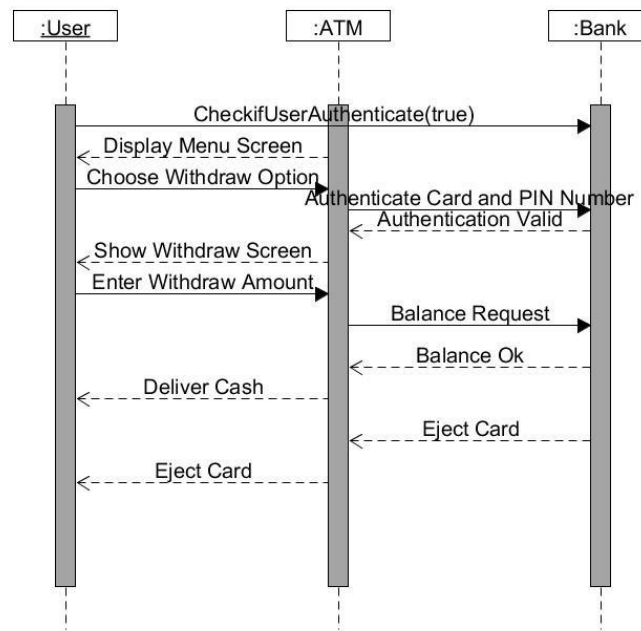 :User
:ATM
:Bank
CheckifUserAuthenticate(true)
Display Menu Screen
Choose Withdraw Option
Authenticate Card and PIN Number
Authentication Valid
Show Withdraw Screen
Enter Withdraw Amount
Balance Request
Balance Ok
Deliver Cash
Eject Card
Eject Card